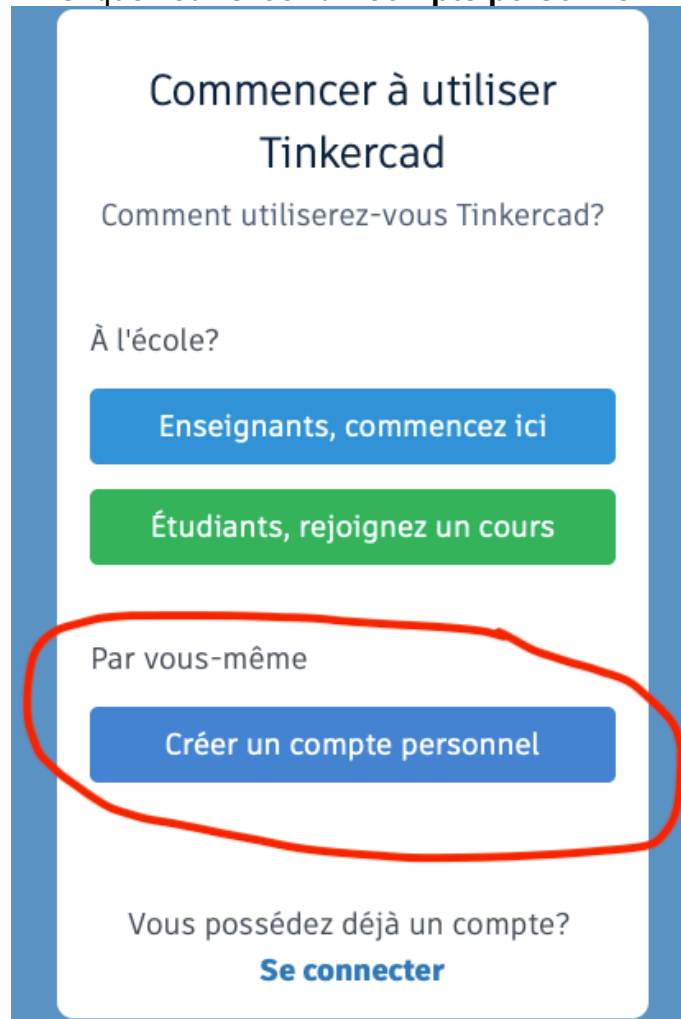 Commencer à utiliser
Tinkercad
Comment utiliserez-vous Tinkercad?
À l'école?
Enseignants, commencez ici
Étudiants, rejoignez un cours
Par vous-même
Créer un compte personnel
Vous possédez déjà un compte?
Se connecter